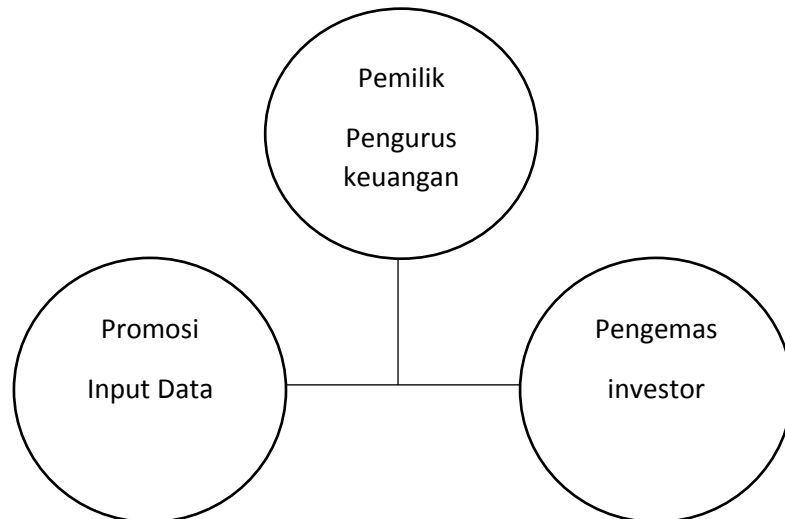 Pemilik
Pengurus
keuangan
Promosi
Input Data
Pengemas
investor